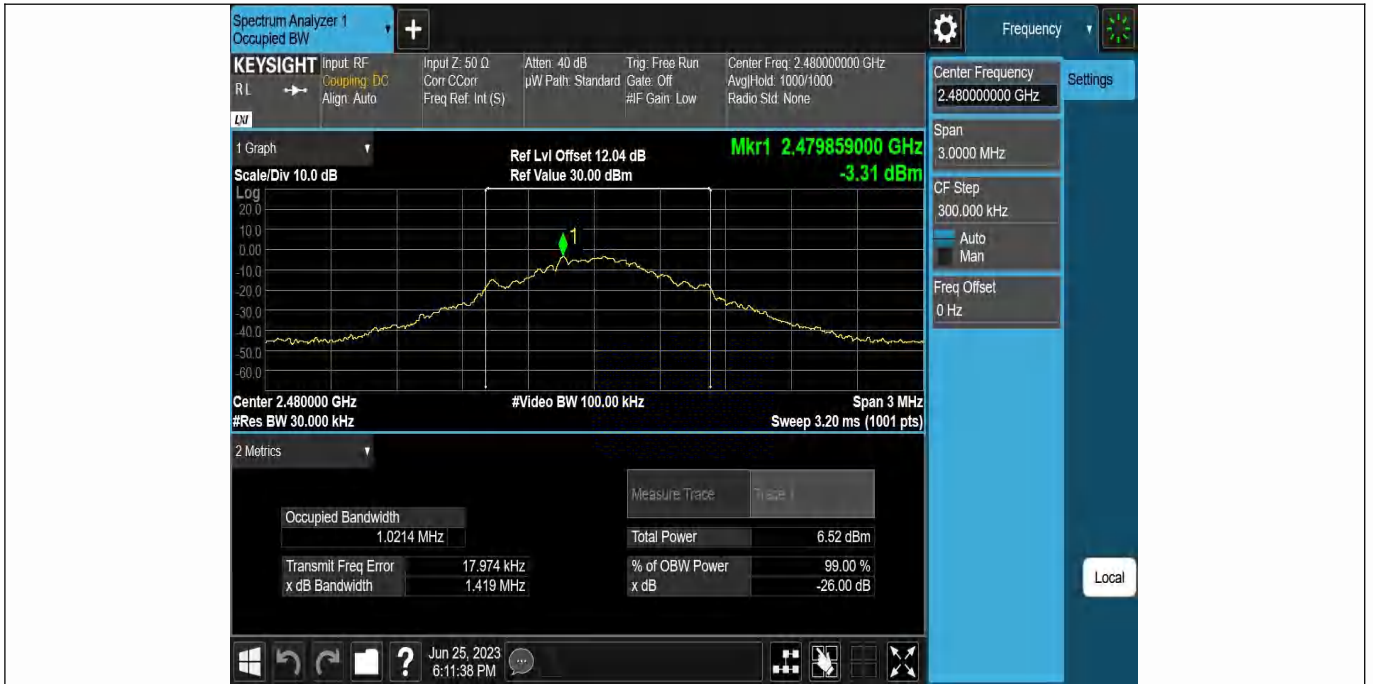 Spectrum Analyzer 1
Occupied BW
+
Frequency
KEYSIGHT
R L
LXI
Input: RF
Coupling: DC
Align: Auto
Input Z: 50 Ω
Corr CCorr
Freq Ref: Int (S)
Atten: 40 dB
µW Path: Standard
Trig: Free Run
Gate: Off
#IF Gain: Low
Center Freq: 2.480000000 GHz
Avg|Hold: 1000/1000
Radio Std: None
Center Frequency
2.480000000 GHz
Settings
Span
3.0000 MHz
CF Step
300.000 kHz
Auto
Man
Freq Offset
0 Hz
Local
1 Graph
Scale/Div 10.0 dB
Ref Lvl Offset 12.04 dB
Ref Value 30.00 dBm
Mkr1 2.479859000 GHz
-3.31 dBm
Log
20.0
10.0
0.00
-10.0
-20.0
-30.0
-40.0
-50.0
-60.0
1
Center 2.480000 GHz
#Video BW 100.00 kHz
Span 3 MHz
#Res BW 30.000 kHz
Sweep 3.20 ms (1001 pts)
2 Metrics
Measure Trace
Trace 1
Occupied Bandwidth
1.0214 MHz
Total Power
6.52 dBm
Transmit Freq Error
17.974 kHz
% of OBW Power
99.00 %
x dB Bandwidth
1.419 MHz
x dB
-26.00 dB
?
Jun 25, 2023
6:11:38 PM